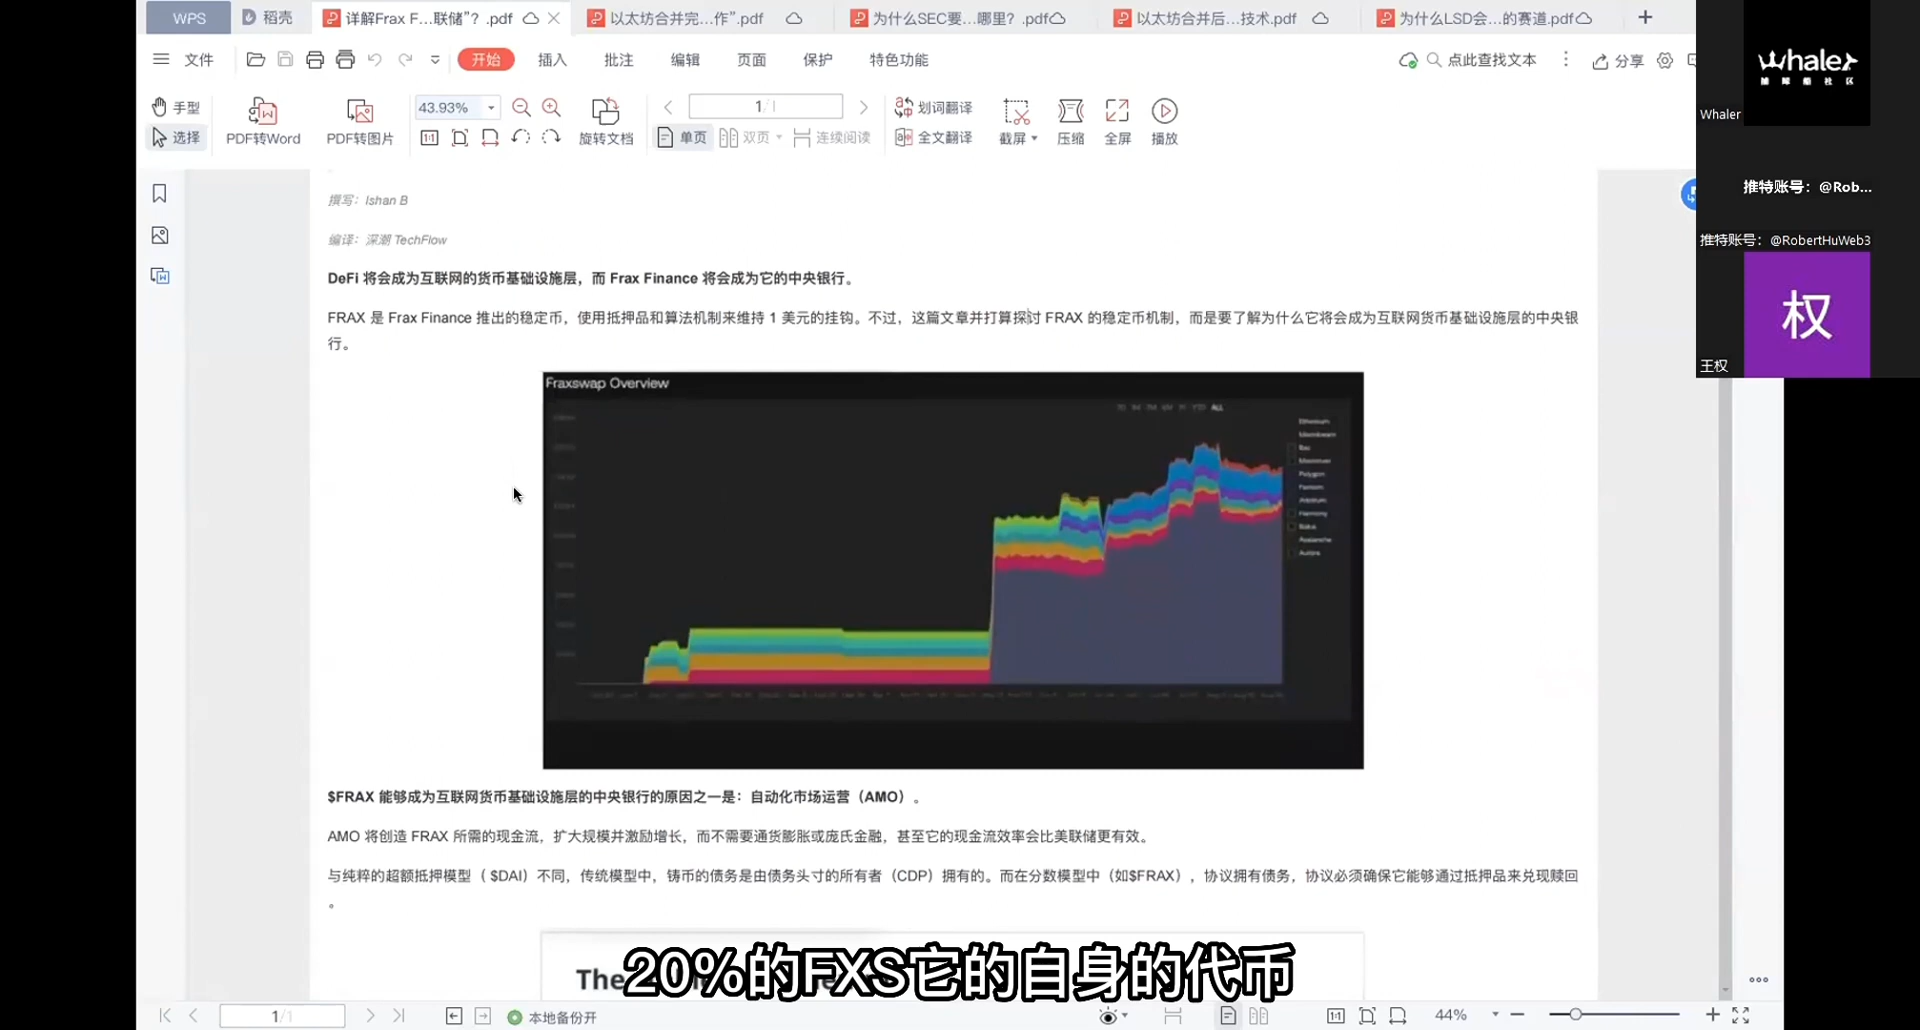 WPS
稻壳
详解Frax F...联储”? .pdf
以太坊合并完...作”.pdf
为什么SEC要...哪里? .pdf
以太坊合并后...技术.pdf
为什么LSD会...的赛道.pdf
文件
开始
插入
批注
编辑
页面
保护
特色功能
点此查找文本
分享
手型
选择
PDF转Word
PDF转图片
43.93%
旋转文档
1/1
单页
双页
连续阅读
划词翻译
全文翻译
截屏
压缩
全屏
播放
whaler
捕鲸船社区
Whaler
推特账号：@Rob...
推特账号：@RobertHuWeb3
权
王权
撰写：Ishan B
编译：深潮 TechFlow
DeFi 将会成为互联网的货币基础设施层，而 Frax Finance 将会成为它的中央银行。
FRAX 是 Frax Finance 推出的稳定币，使用抵押品和算法机制来维持 1 美元的挂钩。不过，这篇文章并打算探讨 FRAX 的稳定币机制，而是要了解为什么它将会成为互联网货币基础设施层的中央银
行。
Fraxswap Overview
ALL
Ethereum
Moonbeam
Bsc
Moonriver
Polygon
Fantom
Arbitrum
Harmony
Avalanche
Aurora
$FRAX 能够成为互联网货币基础设施层的中央银行的原因之一是：自动化市场运营（AMO）。
AMO 将创造 FRAX 所需的现金流，扩大规模并激励增长，而不需要通货膨胀或庞氏金融，甚至它的现金流效率会比美联储更有效。
与纯粹的超额抵押模型（ $DAI）不同，传统模型中，铸币的债务是由债务头寸的所有者（CDP）拥有的。而在分数模型中（如$FRAX），协议拥有债务，协议必须确保它能够通过抵押品来兑现赎回
。
The
20%的FXS它的自身的代币
1/1
本地备份开
44%